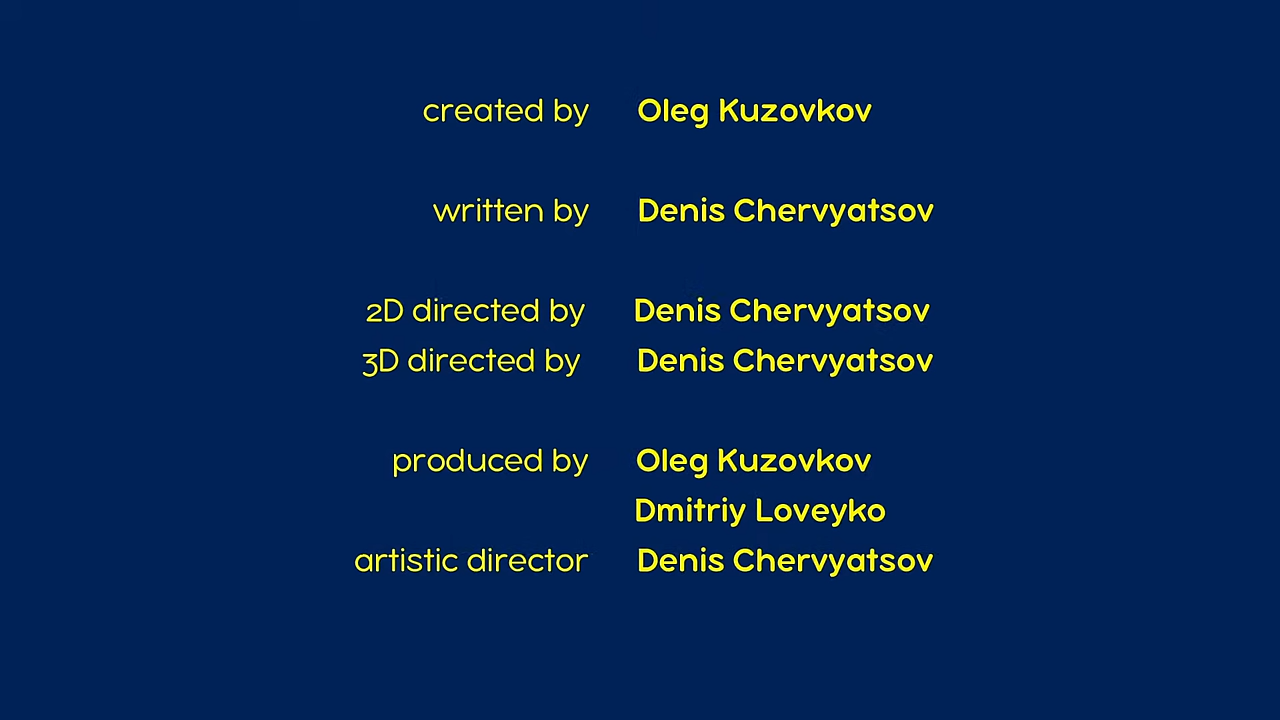 created by Oleg Kuzovkov
written by Denis Chervyatsov
2D directed by Denis Chervyatsov
3D directed by Denis Chervyatsov
produced by Oleg Kuzovkov
Dmitriy Loveyko
artistic director Denis Chervyatsov